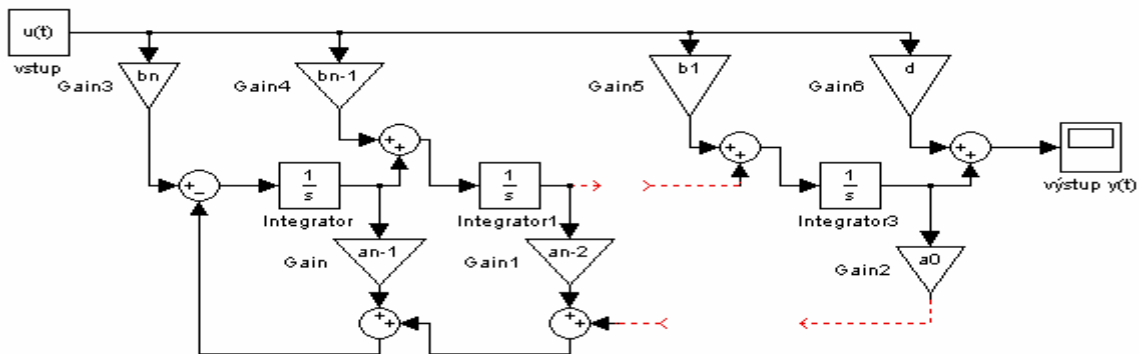 u(t)
vstup
bn
Gain3
bn-1
Gain4
b1
Gain5
d
Gain6
+
−
1
s
Integrator
+
+
1
s
Integrator1
+
+
1
s
Integrator3
+
+
výstup y(t)
an-1
Gain
an-2
Gain1
a0
Gain2
+
+
+
+